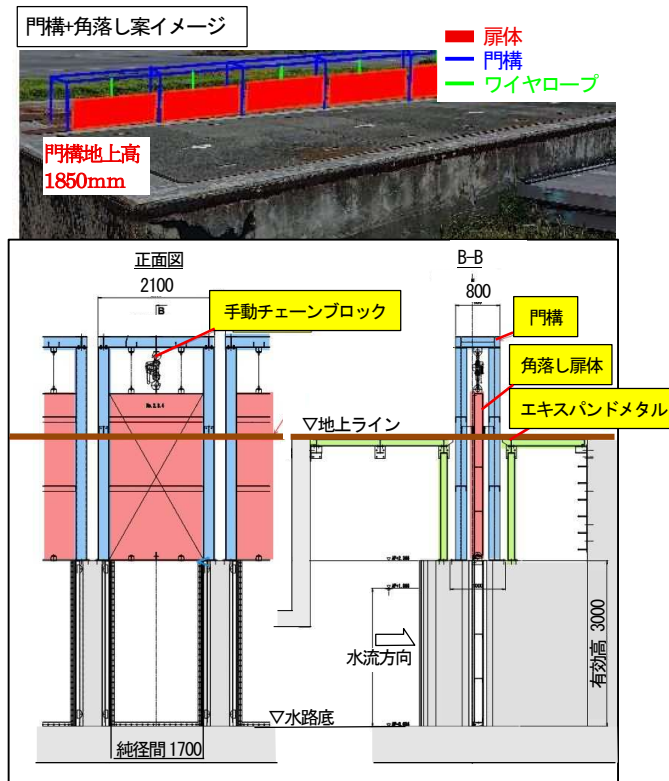 門構+角落し案イメージ
扉体
門構
ワイヤロープ
門構地上高
1850mm
正面図
B-B
2100
800
手動チェーンブロック
門構
角落し扉体
エキスパンドメタル
▽地上ライン
水流方向
有効高 3000
▽水路底
純径間1700